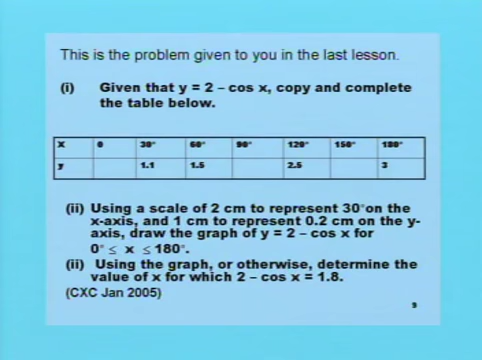 This is the problem given to you in the last lesson.
(i) Given that y = 2 – cos x, copy and complete
the table below.
x 0 30° 60° 90° 120° 150° 180°
y 1.1 1.5 2.5 3
(ii) Using a scale of 2 cm to represent 30°on the
x-axis, and 1 cm to represent 0.2 cm on the y-
axis, draw the graph of y = 2 – cos x for
0° ≤ x ≤ 180°.
(ii) Using the graph, or otherwise, determine the
value of x for which 2 – cos x = 1.8.
(CXC Jan 2005)